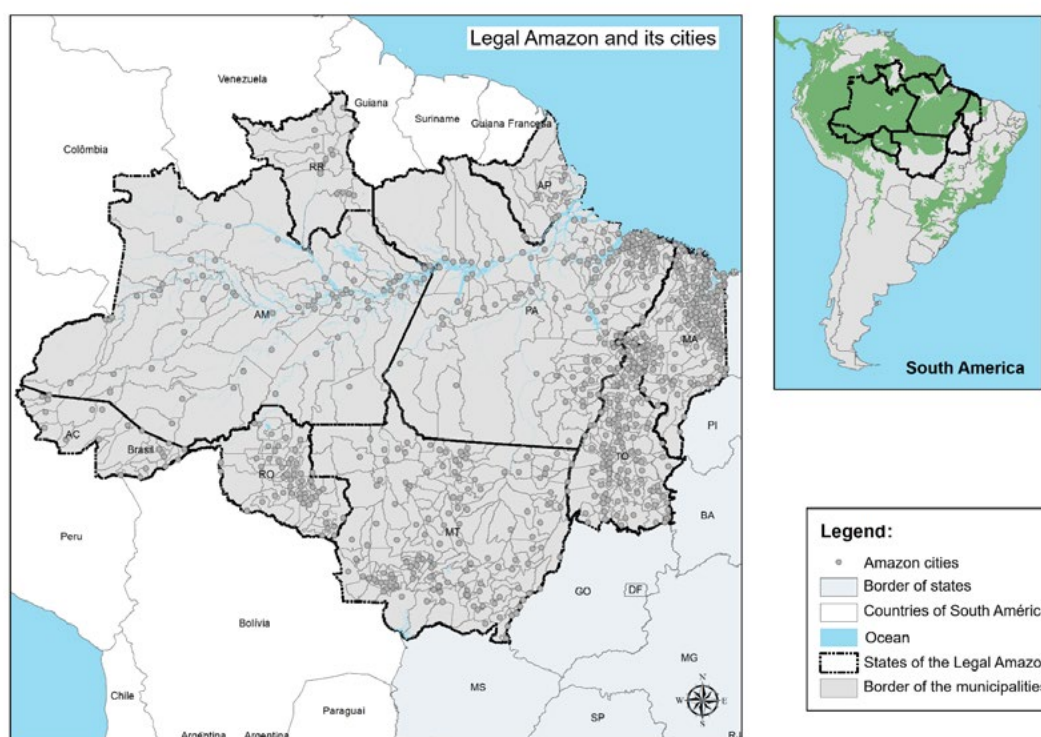 Legal Amazon and its cities
Venezuela
Guiana
Suriname
Guiana Francesa
Colômbia
RR
AP
AM
PA
MA
AC
Brasil
RO
TO
PI
MT
BA
Peru
GO
DF
Bolívia
MG
MS
Chile
Paraguai
SP
Argentina
Argentina
RJ
N
W
E
S
South America
Legend:
Amazon cities
Border of states
Countries of South Améric
Ocean
States of the Legal Amazo
Border of the municipalities